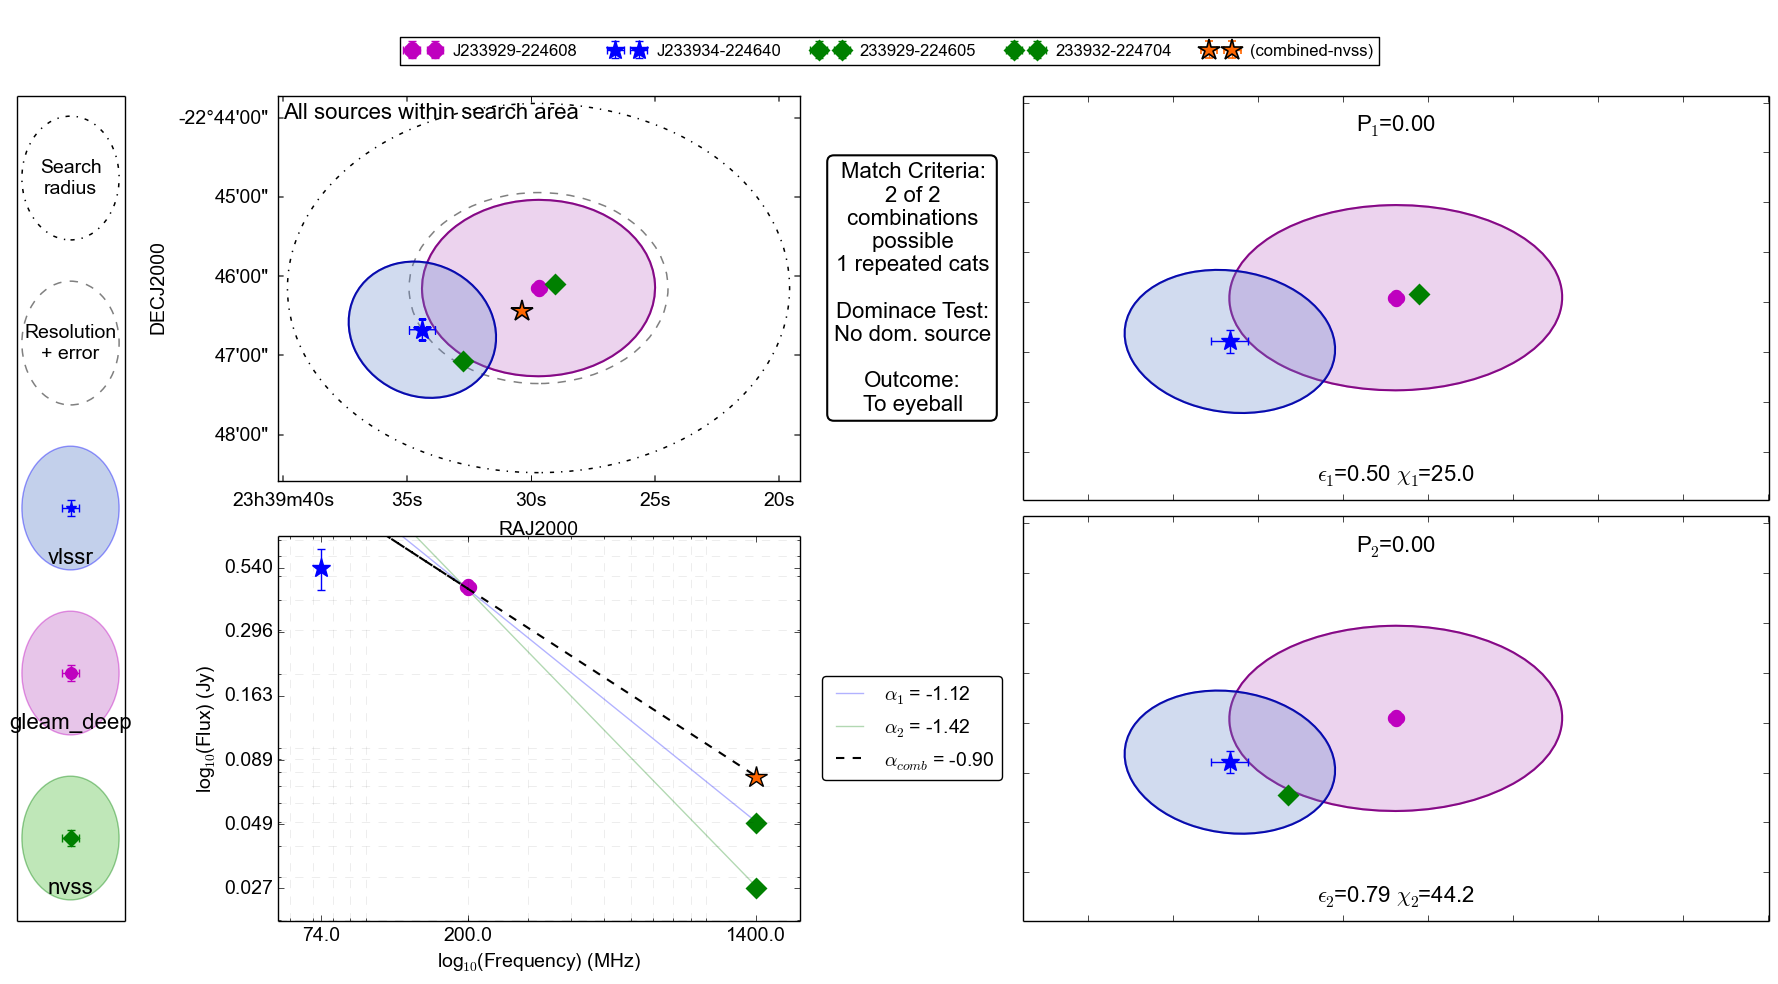 J233929-224608
J233934-224640
233929-224605
233932-224704
(combined-nvss)
Search
radius
Resolution
+ error
vlssr
gleam_deep
nvss
All sources within search area
DECJ2000
-22°44'00"
45'00"
46'00"
47'00"
48'00"
23h39m40s
35s
30s
25s
20s
RAJ2000
Match Criteria:
2 of 2
combinations
possible
1 repeated cats
Dominace Test:
No dom. source
Outcome:
To eyeball
P1=0.00
ϵ1=0.50 χ1=25.0
log10(Flux) (Jy)
0.540
0.296
0.163
0.089
0.049
0.027
74.0
200.0
1400.0
log10(Frequency) (MHz)
α1 = -1.12
α2 = -1.42
αcomb = -0.90
P2=0.00
ϵ2=0.79 χ2=44.2